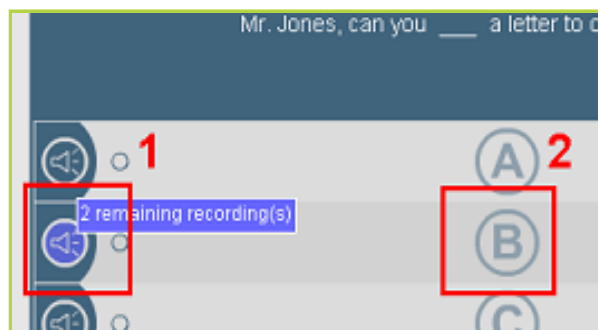 Mr. Jones, can you ___ a letter to c
1
A
2
2 remaining recording(s)
B
C